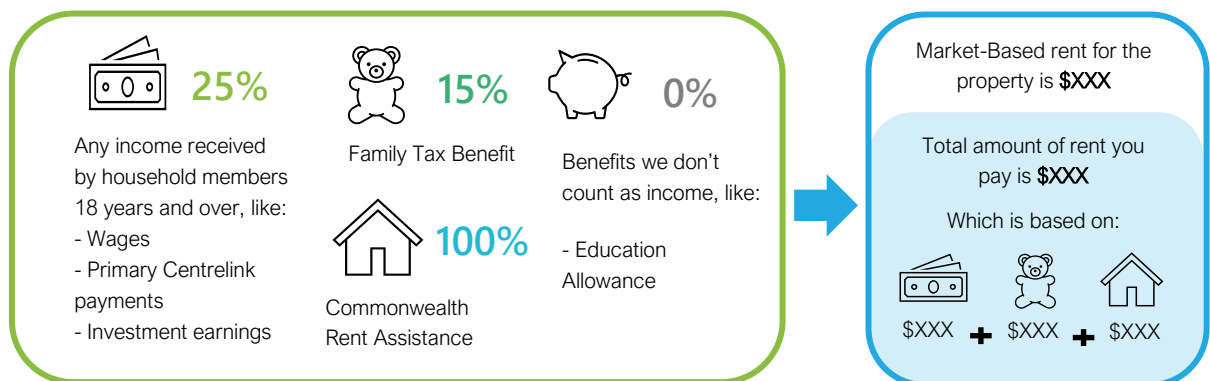 25%
Any income received
by household members
18 years and over, like:
- Wages
- Primary Centrelink
payments
- Investment earnings
15%
Family Tax Benefit
100%
Commonwealth
Rent Assistance
0%
Benefits we don't
count as income, like:
- Education
Allowance
Market-Based rent for the
property is $XXX
Total amount of rent you
pay is $XXX
Which is based on:
$XXX + $XXX + $XXX